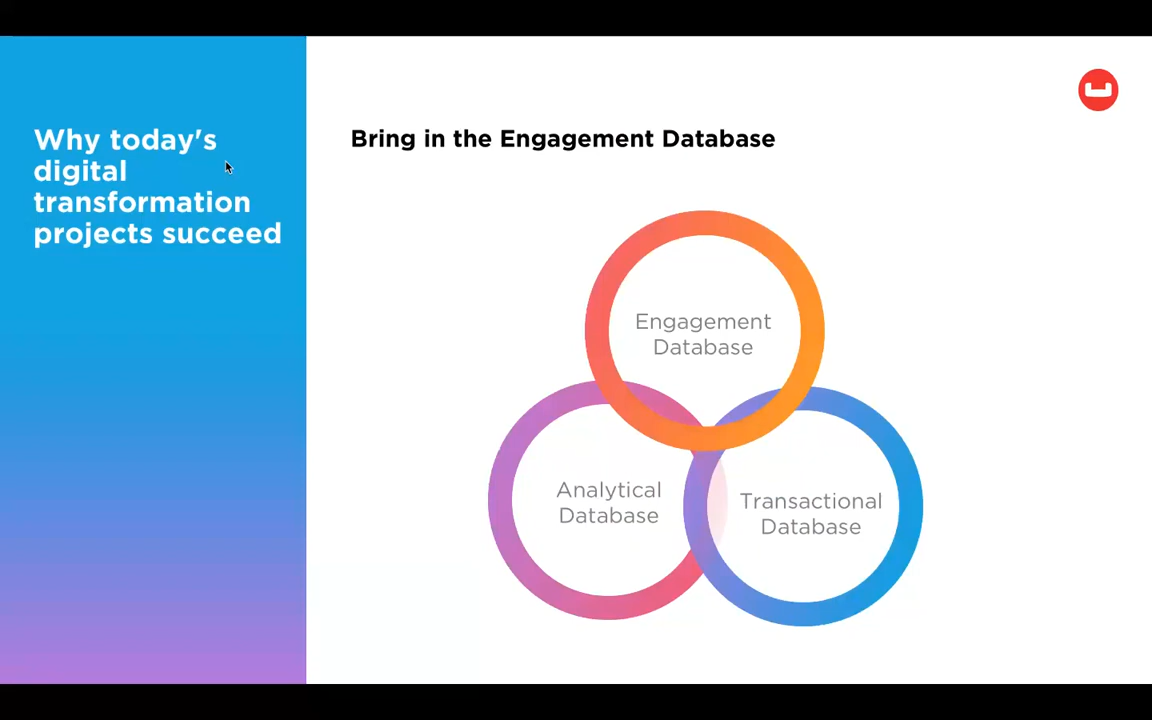 Why today's
digital
transformation
projects succeed
Bring in the Engagement Database
Engagement
Database
Analytical
Database
Transactional
Database